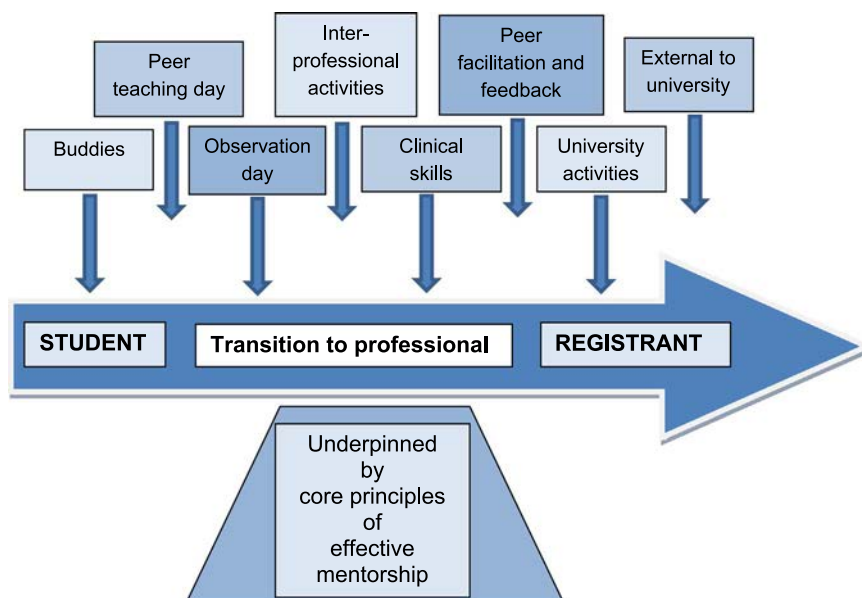 Peer
teaching day
Inter-
professional
activities
Peer
facilitation and
feedback
External to
university
Buddies
Observation
day
Clinical
skills
University
activities
STUDENT
Transition to professional
REGISTRANT
Underpinned
by
core principles
of
effective
mentorship